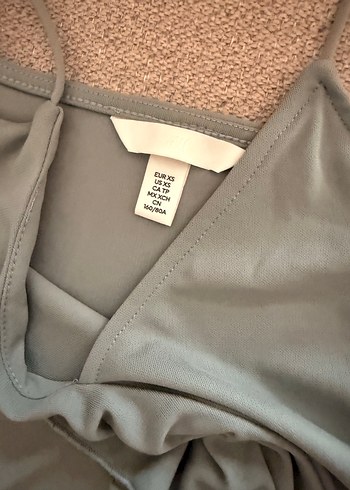 EUR XS
US XS
CA TP
MX XCH
CN
160/80A